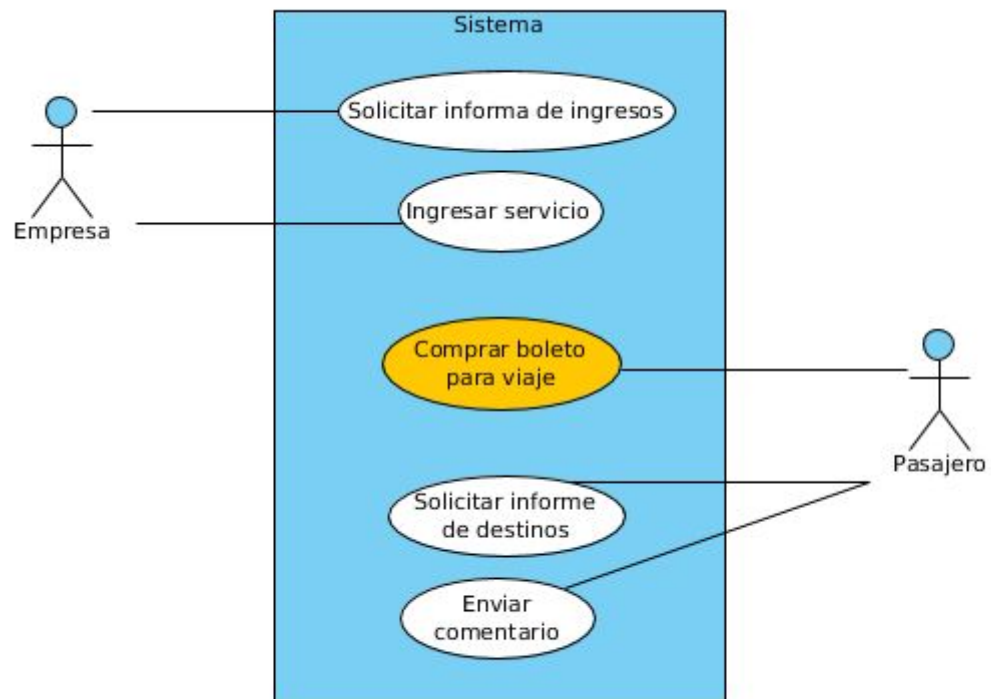 Sistema
Solicitar informa de ingresos
Empresa
Ingresar servicio
Comprar boleto
para viaje
Pasajero
Solicitar informe
de destinos
Enviar
comentario